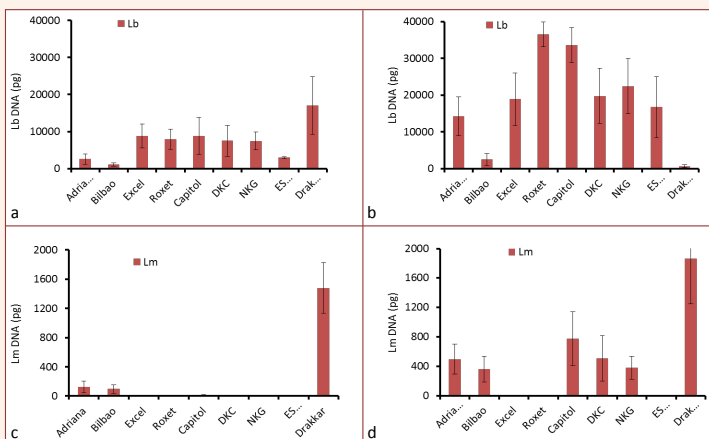 Lb
Lb DNA (pg)
40000
30000
20000
10000
0
Adria...
Bilbao
Excel
Roxet
Capitol
DKC
NKG
ES...
Drak...
a
Lb
Lb DNA (pg)
40000
30000
20000
10000
0
Adria...
Bilbao
Excel
Roxet
Capitol
DKC
NKG
ES...
Drak...
b
Lm
Lm DNA (pg)
2000
1600
1200
800
400
0
Adriana
Bilbao
Excel
Roxet
Capitol
DKC
NKG
ES...
Drakkar
c
Lm
Lm DNA (pg)
2000
1600
1200
800
400
0
Adria...
Bilbao
Excel
Roxet
Capitol
DKC
NKG
ES...
Drak...
d